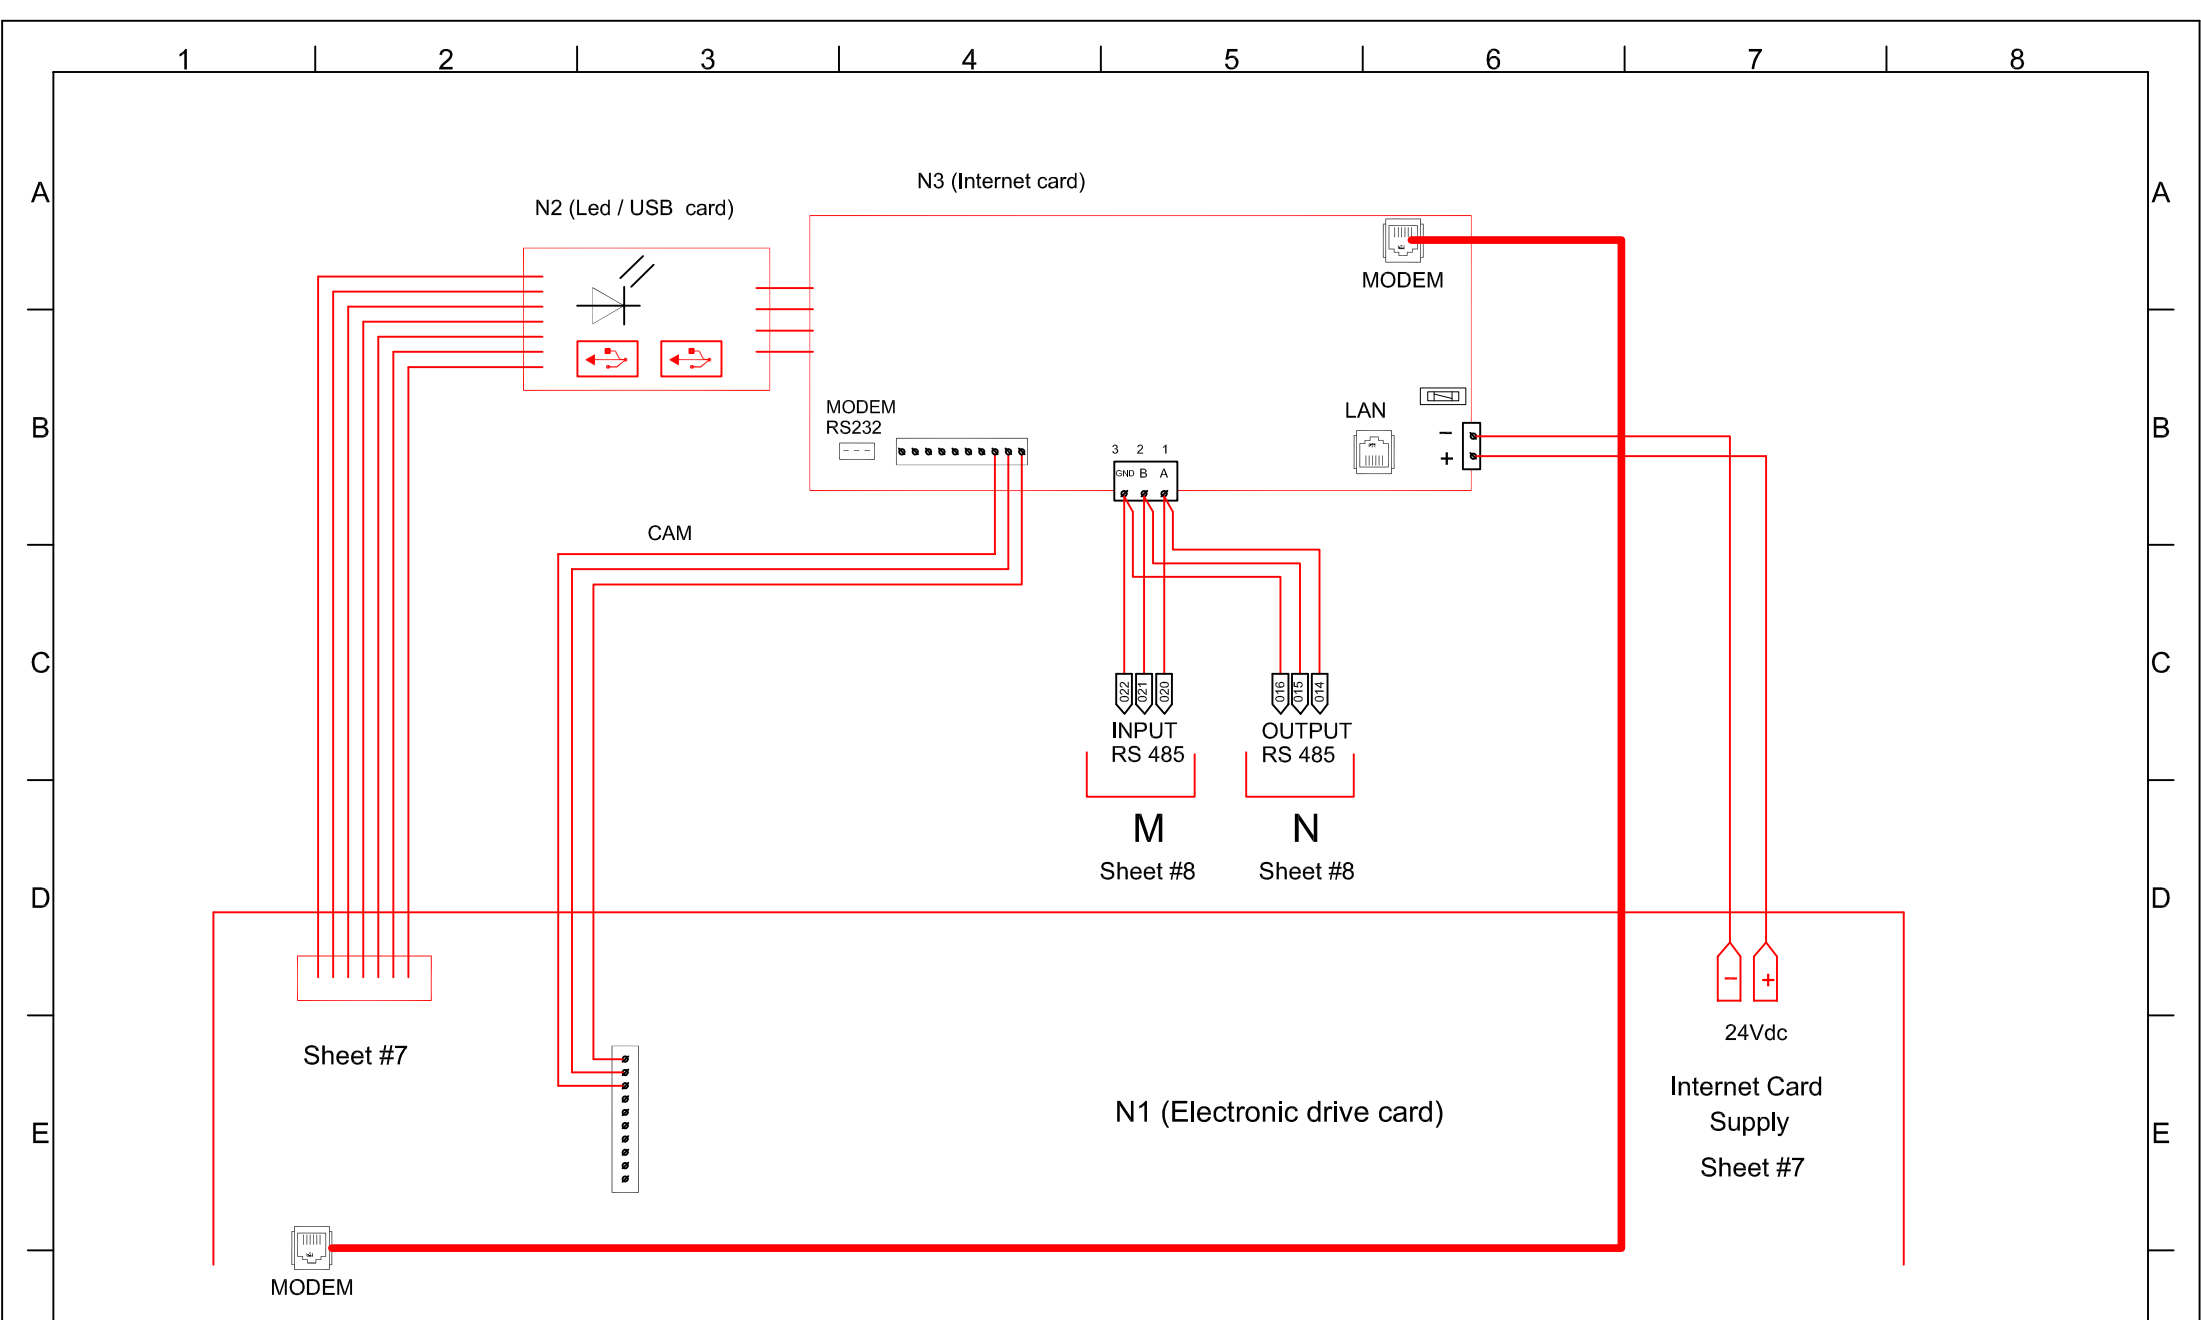 1 2 3 4 5 6 7 8
A A
N3 (Internet card)
N2 (Led / USB card)
MODEM
MODEM
RS232
LAN
B B
−
+
3 2 1
GND B A
CAM
C C
022 021 020
016 015 014
INPUT
RS 485
OUTPUT
RS 485
M N
Sheet #8 Sheet #8
D D
− +
24Vdc
Sheet #7
Internet Card
Supply
Sheet #7
N1 (Electronic drive card)
E E
MODEM